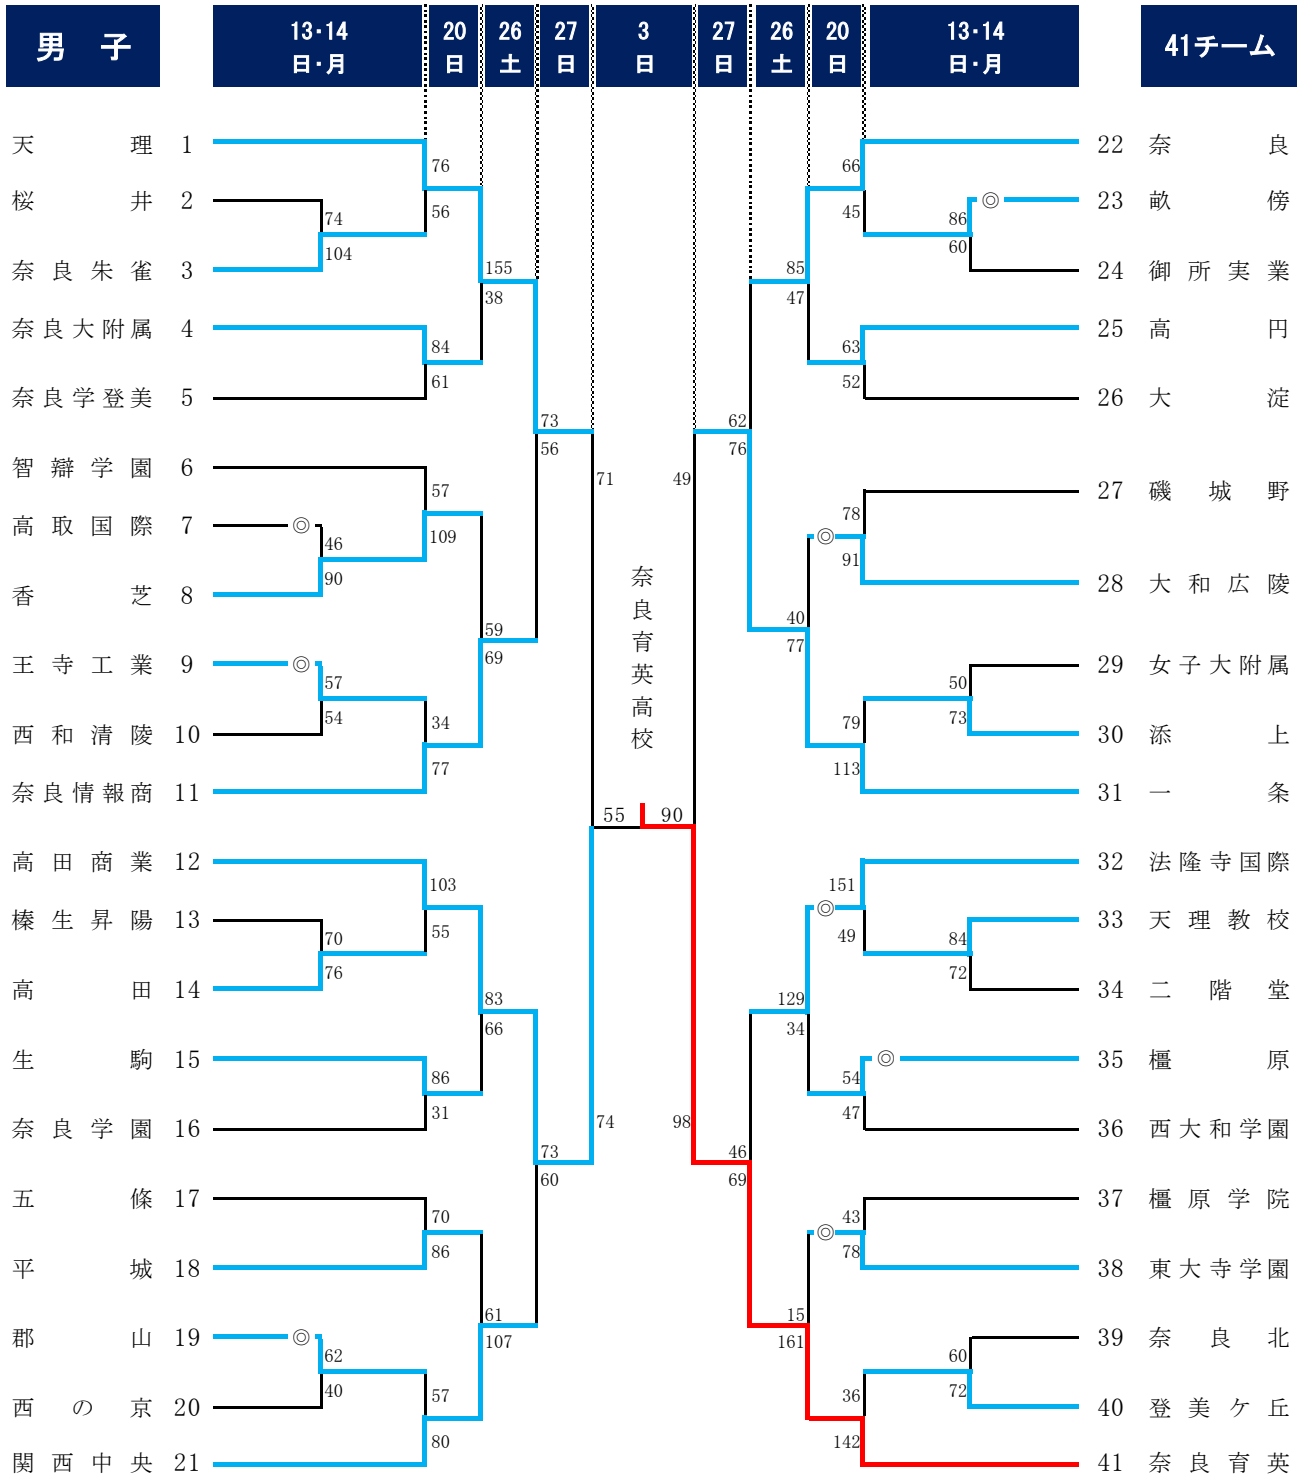 男 子 13・14 20 26 27 3 27 26 20 13・14 41チーム
日・月 日 土 日 日 日 土 日 日・月
天理 1 22 奈良
76 66
桜井 2 ◎ 23 畝傍
74 56 45 86
104 60
奈良朱雀 3 155 85 24 御所実業
38 47
奈良大附属 4 25 高円
84 63
61 52
奈良学登美 5 26 大淀
73 62
56 76
智辯学園 6
57 71 49 27 磯城野
78
高取国際 7 ◎
46 109 ◎ 91
90
香芝 8 28 大和広陵
59 40
69 77
王寺工業 9 ◎ 29 女子大附属
57 50
54 34 79 73
西和清陵 10 30 添上
77 113
奈良情報商 11 31 一条
奈良育英高校
55 90
高田商業 12 32 法隆寺国際
103 151
榛生昇陽 13 ◎ 33 天理教校
70 55 49 84
76 72
高田 14 34 二階堂
83 129
66 34
生駒 15 ◎ 35 橿原
86 54
31 47
奈良学園 16 74 98 36 西大和学園
73 46
60 69
五條 17 37 橿原学院
70 43
86 ◎ 78
平城 18 38 東大寺学園
61 15
107 161
郡山 19 ◎ 39 奈良北
62 60
40 57 36 72
西の京 20 40 登美ケ丘
80 142
関西中央 21 41 奈良育英